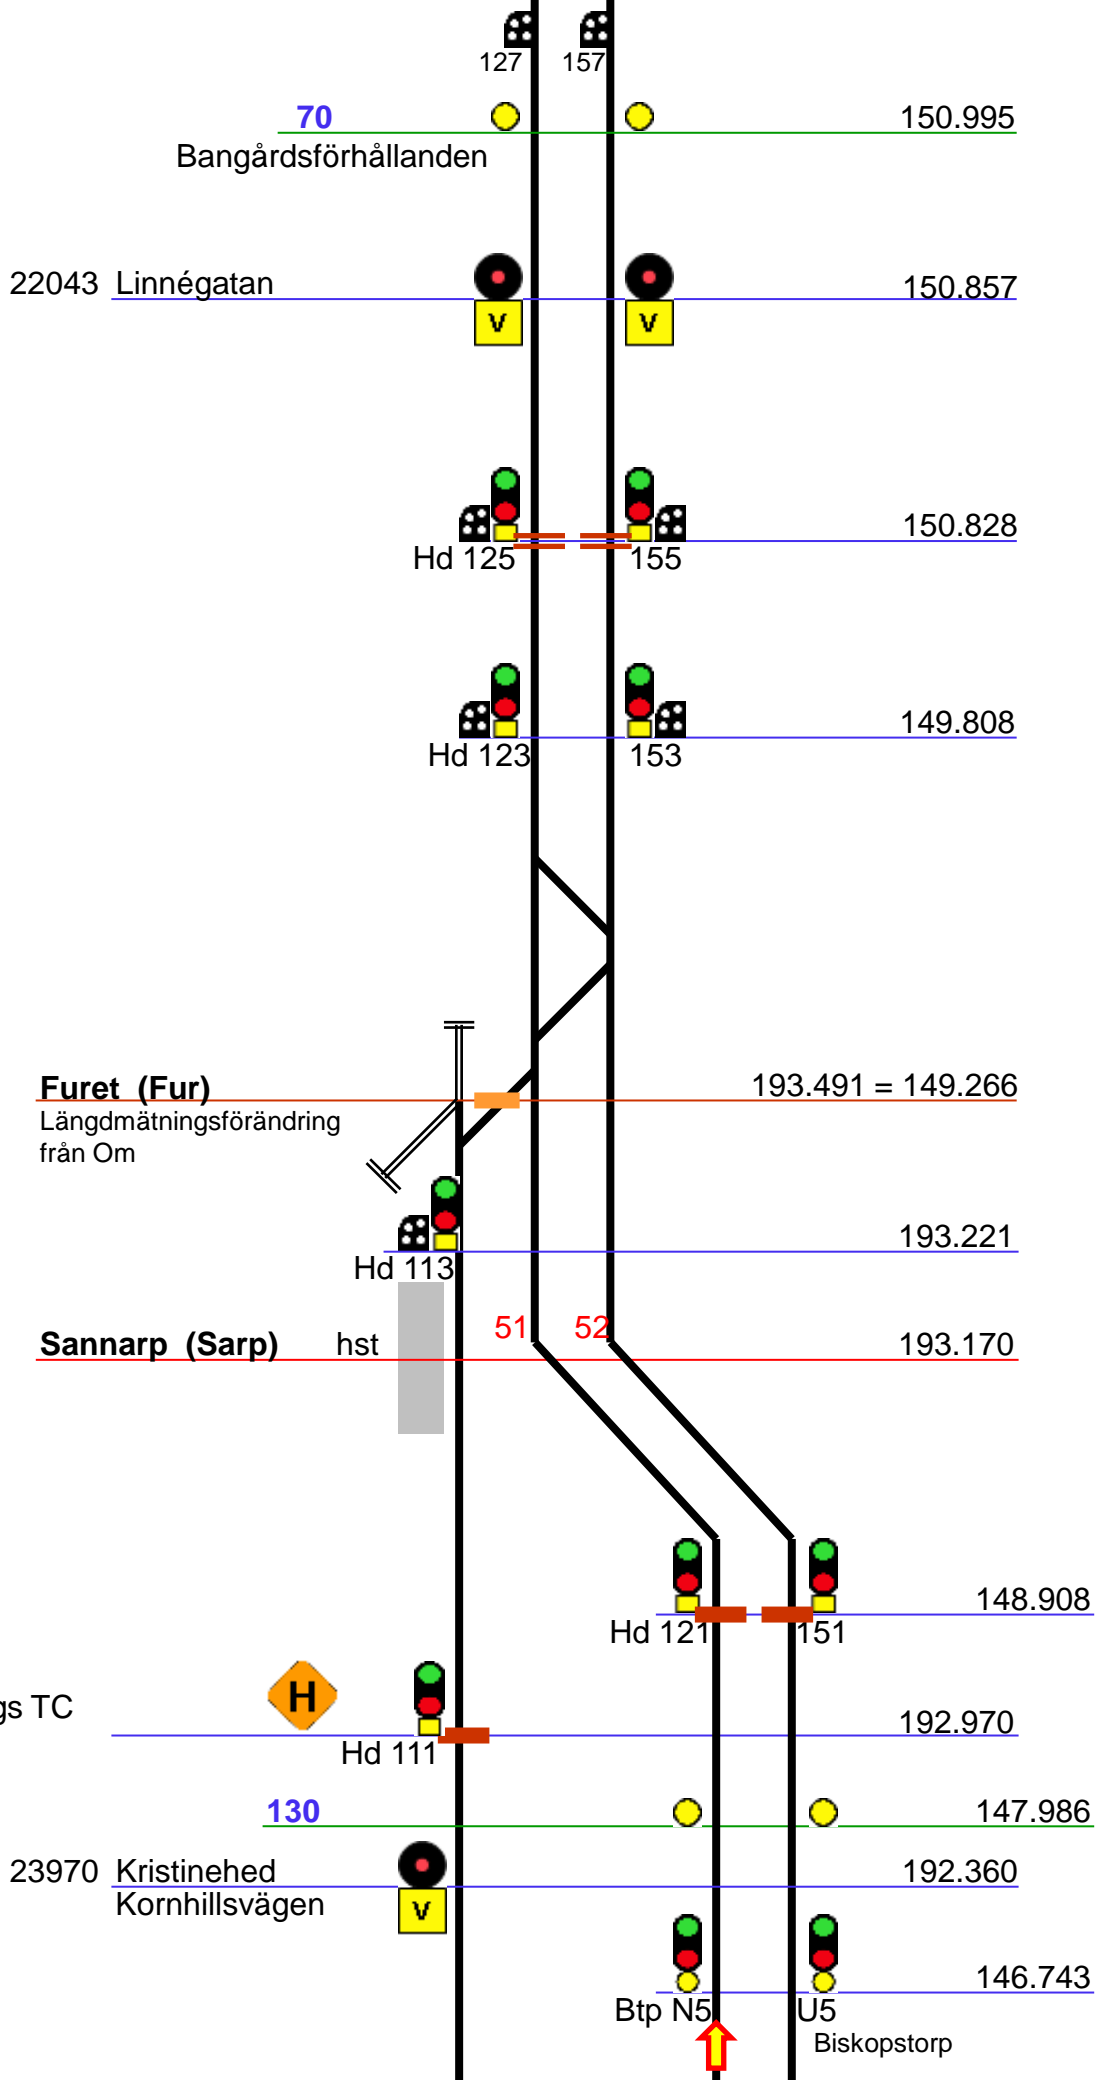 127 157
70 150.995
Bangårdsförhållanden
22043 Linnégatan 150.857
V V
150.828
Hd 125 155
149.808
Hd 123 153
Furet (Fur) 193.491 = 149.266
Längdmätningsförändring
från Om
193.221
Hd 113
51 52
Sannarp (Sarp) hst 193.170
148.908
Hd 121 151
H
gs TC 192.970
Hd 111
130 147.986
23970 Kristinehed 192.360
Kornhillsvägen
V
146.743
Btp N5 U5
Biskopstorp